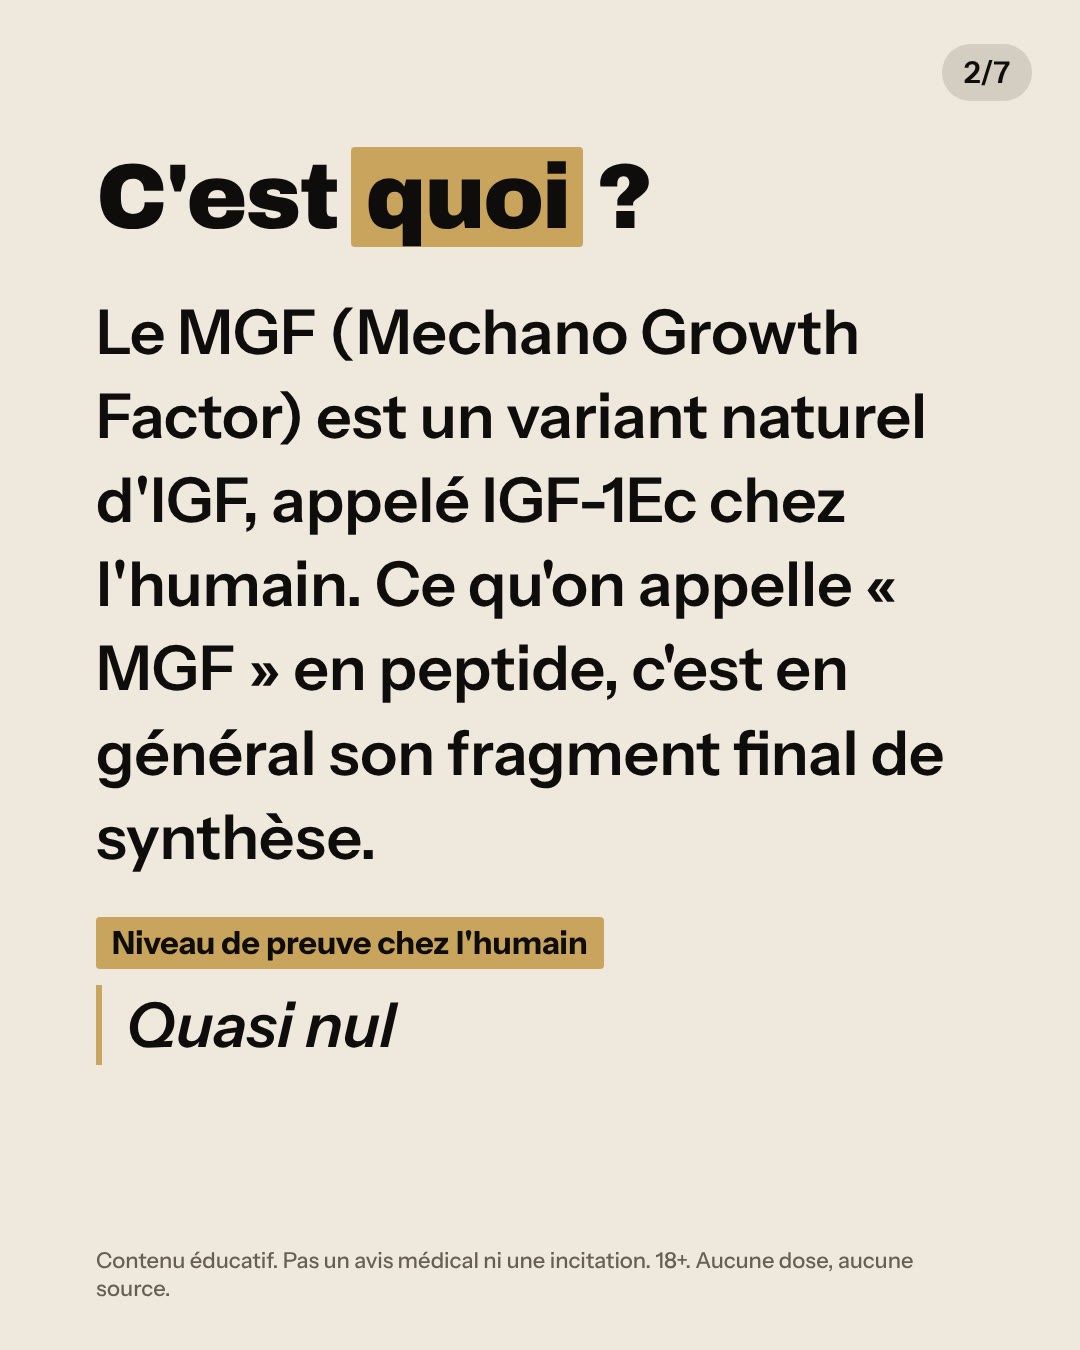 2/7
C'est quoi ?
Le MGF (Mechano Growth
Factor) est un variant naturel
d'IGF, appelé IGF-1Ec chez
l'humain. Ce qu'on appelle «
MGF » en peptide, c'est en
général son fragment final de
synthèse.
Niveau de preuve chez l'humain
Quasi nul
Contenu éducatif. Pas un avis médical ni une incitation. 18+. Aucune dose, aucune
source.